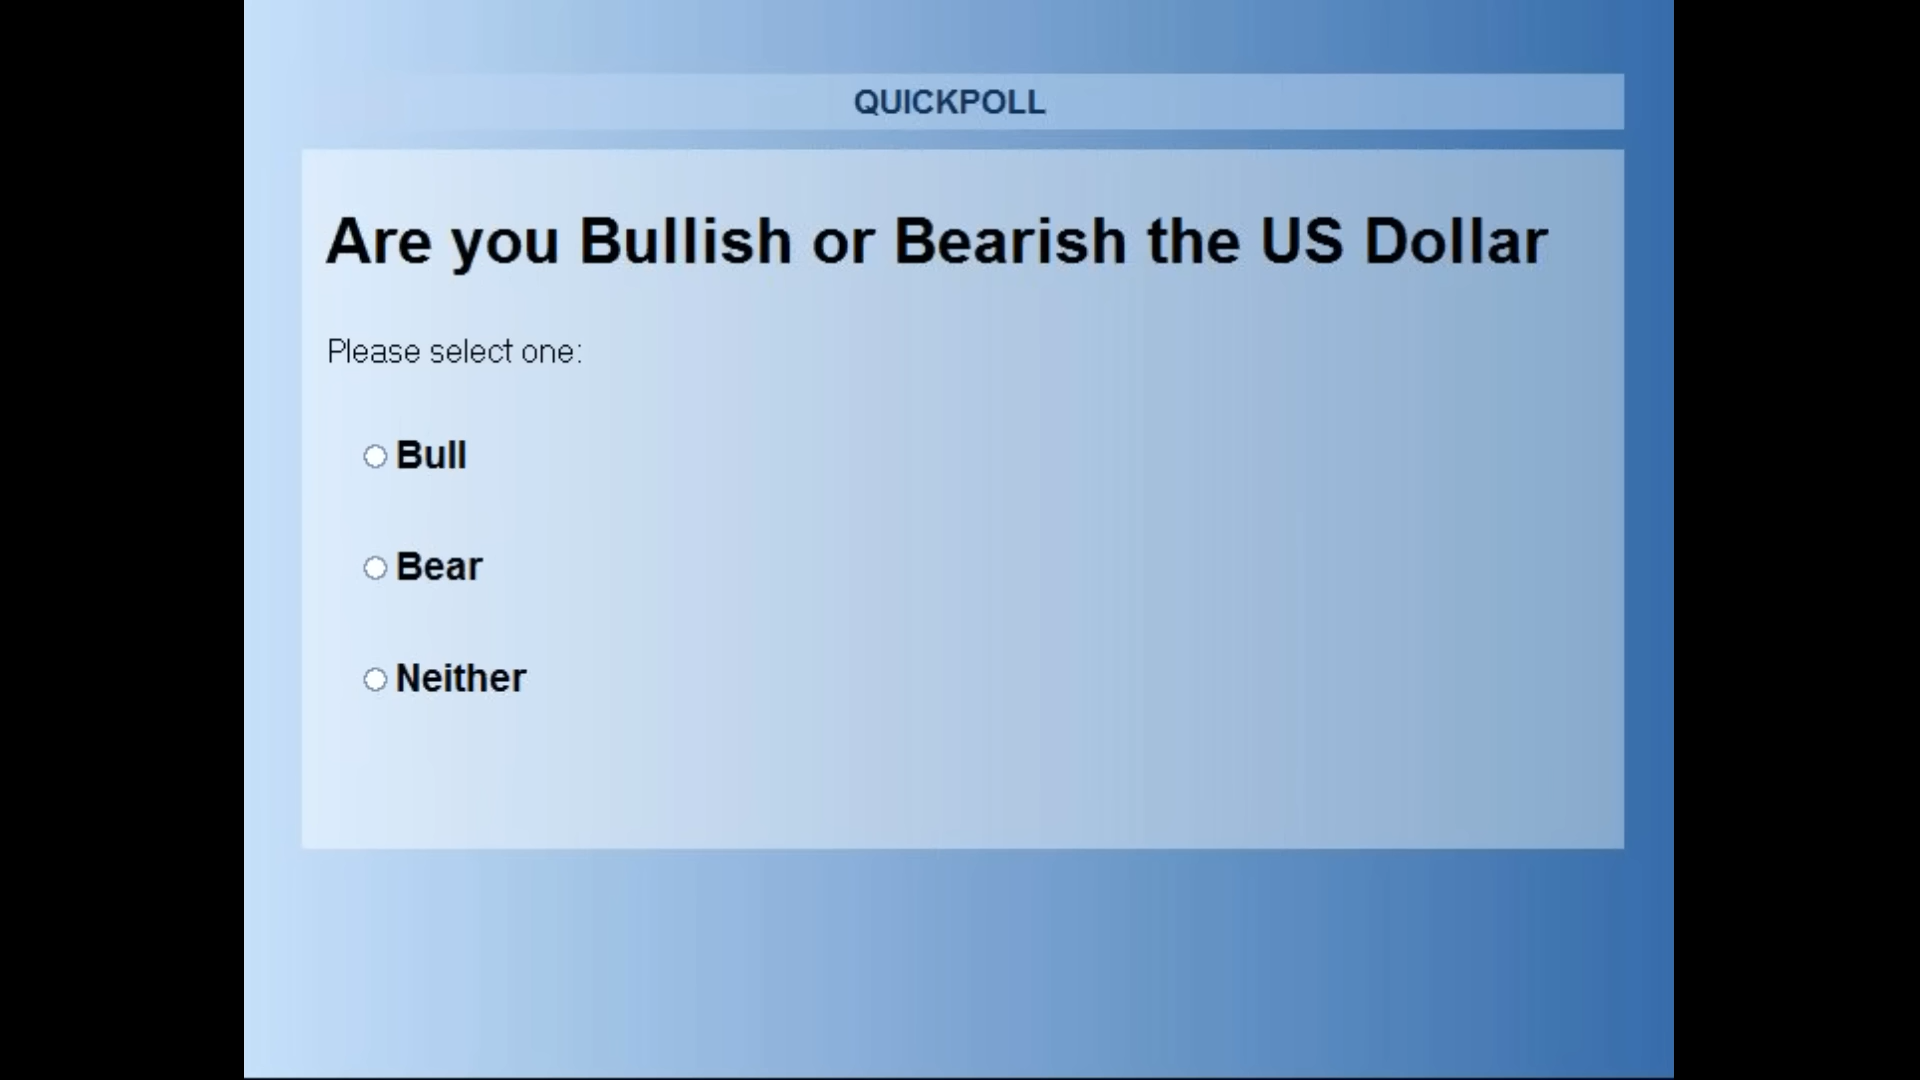 QUICKPOLL
Are you Bullish or Bearish the US Dollar
Please select one:
Bull
Bear
Neither